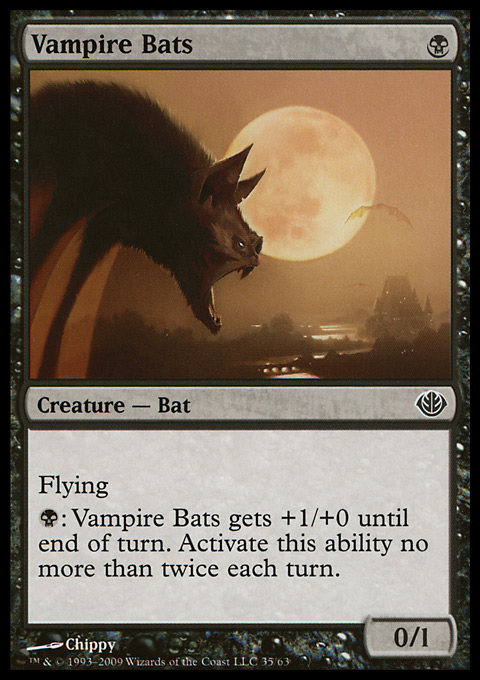 Vampire Bats
Creature — Bat
Flying
: Vampire Bats gets +1/+0 until
end of turn. Activate this ability no
more than twice each turn.
0/1
Chippy
™ & © 1993–2009 Wizards of the Coast LLC 35/63